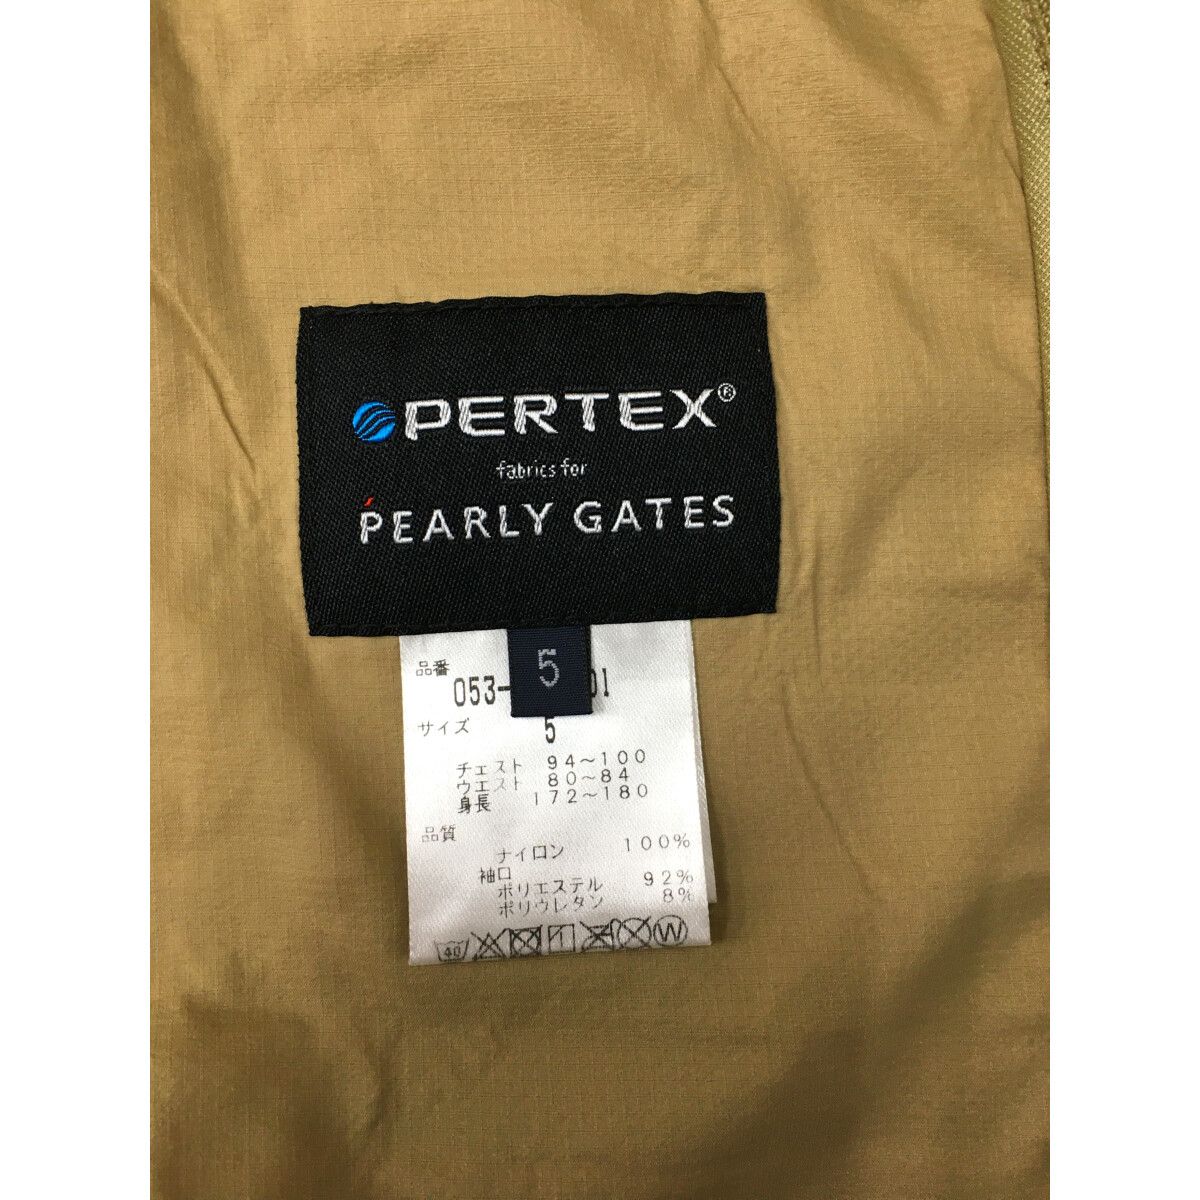 PERTEX®
fabrics for
PEARLY GATES
5
品番
053- 01
サイズ 5
チェスト 94~100
ウエスト 80~84
身長 172~180
品質
ナイロン 100%
袖口
ポリエステル 92%
ポリウレタン 8%
40 W